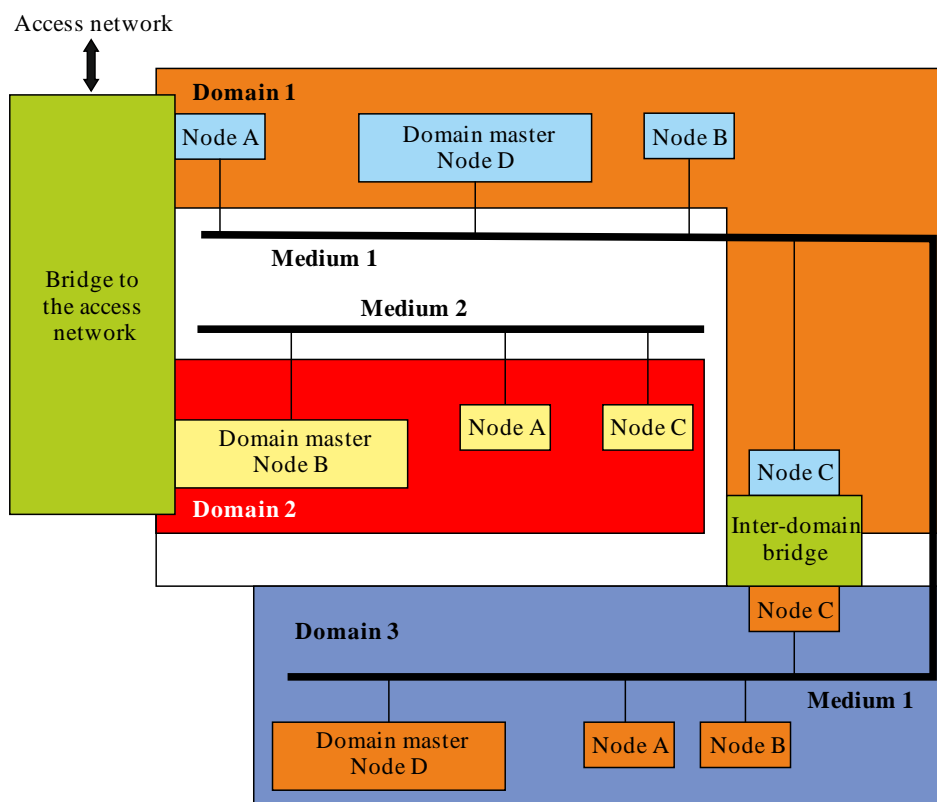 Access network
Domain 1
Node A
Domain master
Node D
Node B
Medium 1
Bridge to
the access
network
Medium 2
Domain master
Node B
Node A
Node C
Domain 2
Node C
Inter-domain
bridge
Node C
Domain 3
Medium 1
Domain master
Node D
Node A
Node B